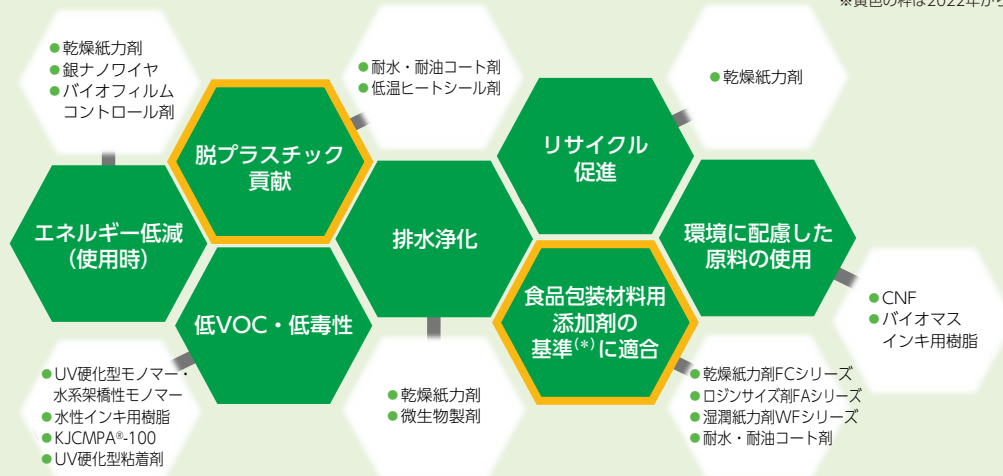 ※黄色の枠は2022年から
●乾燥紙力剤
●銀ナノワイヤ
●バイオフィルム
コントロール剤
●耐水・耐油コート剤
●低温ヒートシール剤
●乾燥紙力剤
脱プラスチック
貢献
リサイクル
促進
エネルギー低減
(使用時)
排水浄化
環境に配慮した
原料の使用
低VOC・低毒性
食品包装材料用
添加剤の
基準(*)に適合
●CNF
●バイオマス
インキ用樹脂
●UV硬化型モノマー・
水系架橋性モノマー
●水性インキ用樹脂
●KJCMPA®-100
●UV硬化型粘着剤
●乾燥紙力剤
●微生物製剤
●乾燥紙力剤FCシリーズ
●ロジンサイズ剤FAシリーズ
●湿潤紙力剤WFシリーズ
●耐水・耐油コート剤